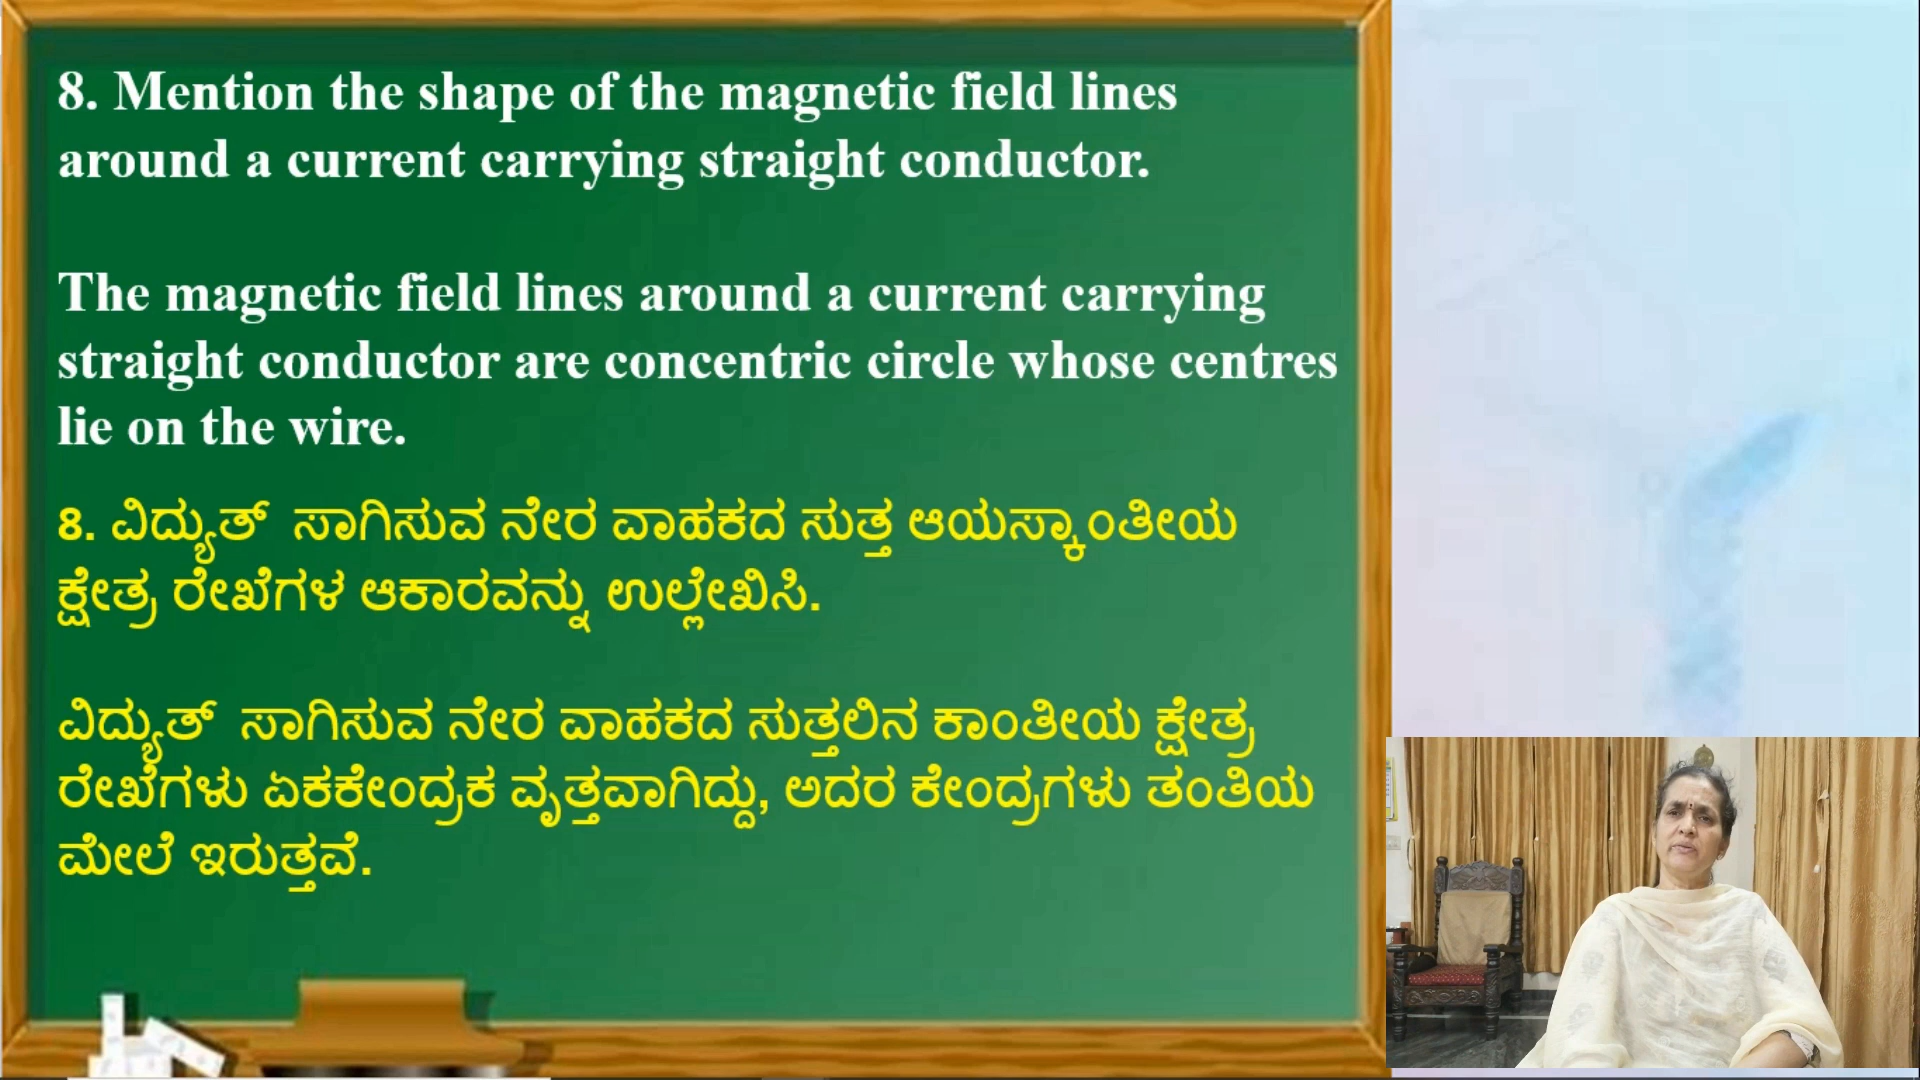 8. Mention the shape of the magnetic field lines
around a current carrying straight conductor.
The magnetic field lines around a current carrying
straight conductor are concentric circle whose centres
lie on the wire.
8. ವಿದ್ಯುತ್ ಸಾಗಿಸುವ ನೇರ ವಾಹಕದ ಸುತ್ತ ಆಯಸ್ಕಾಂತೀಯ
ಕ್ಷೇತ್ರ ರೇಖೆಗಳ ಆಕಾರವನ್ನು ಉಲ್ಲೇಖಿಸಿ.
ವಿದ್ಯುತ್ ಸಾಗಿಸುವ ನೇರ ವಾಹಕದ ಸುತ್ತಲಿನ ಕಾಂತೀಯ ಕ್ಷೇತ್ರ
ರೇಖೆಗಳು ಏಕಕೇಂದ್ರಕ ವೃತ್ತವಾಗಿದ್ದು, ಅದರ ಕೇಂದ್ರಗಳು ತಂತಿಯ
ಮೇಲೆ ಇರುತ್ತವೆ.